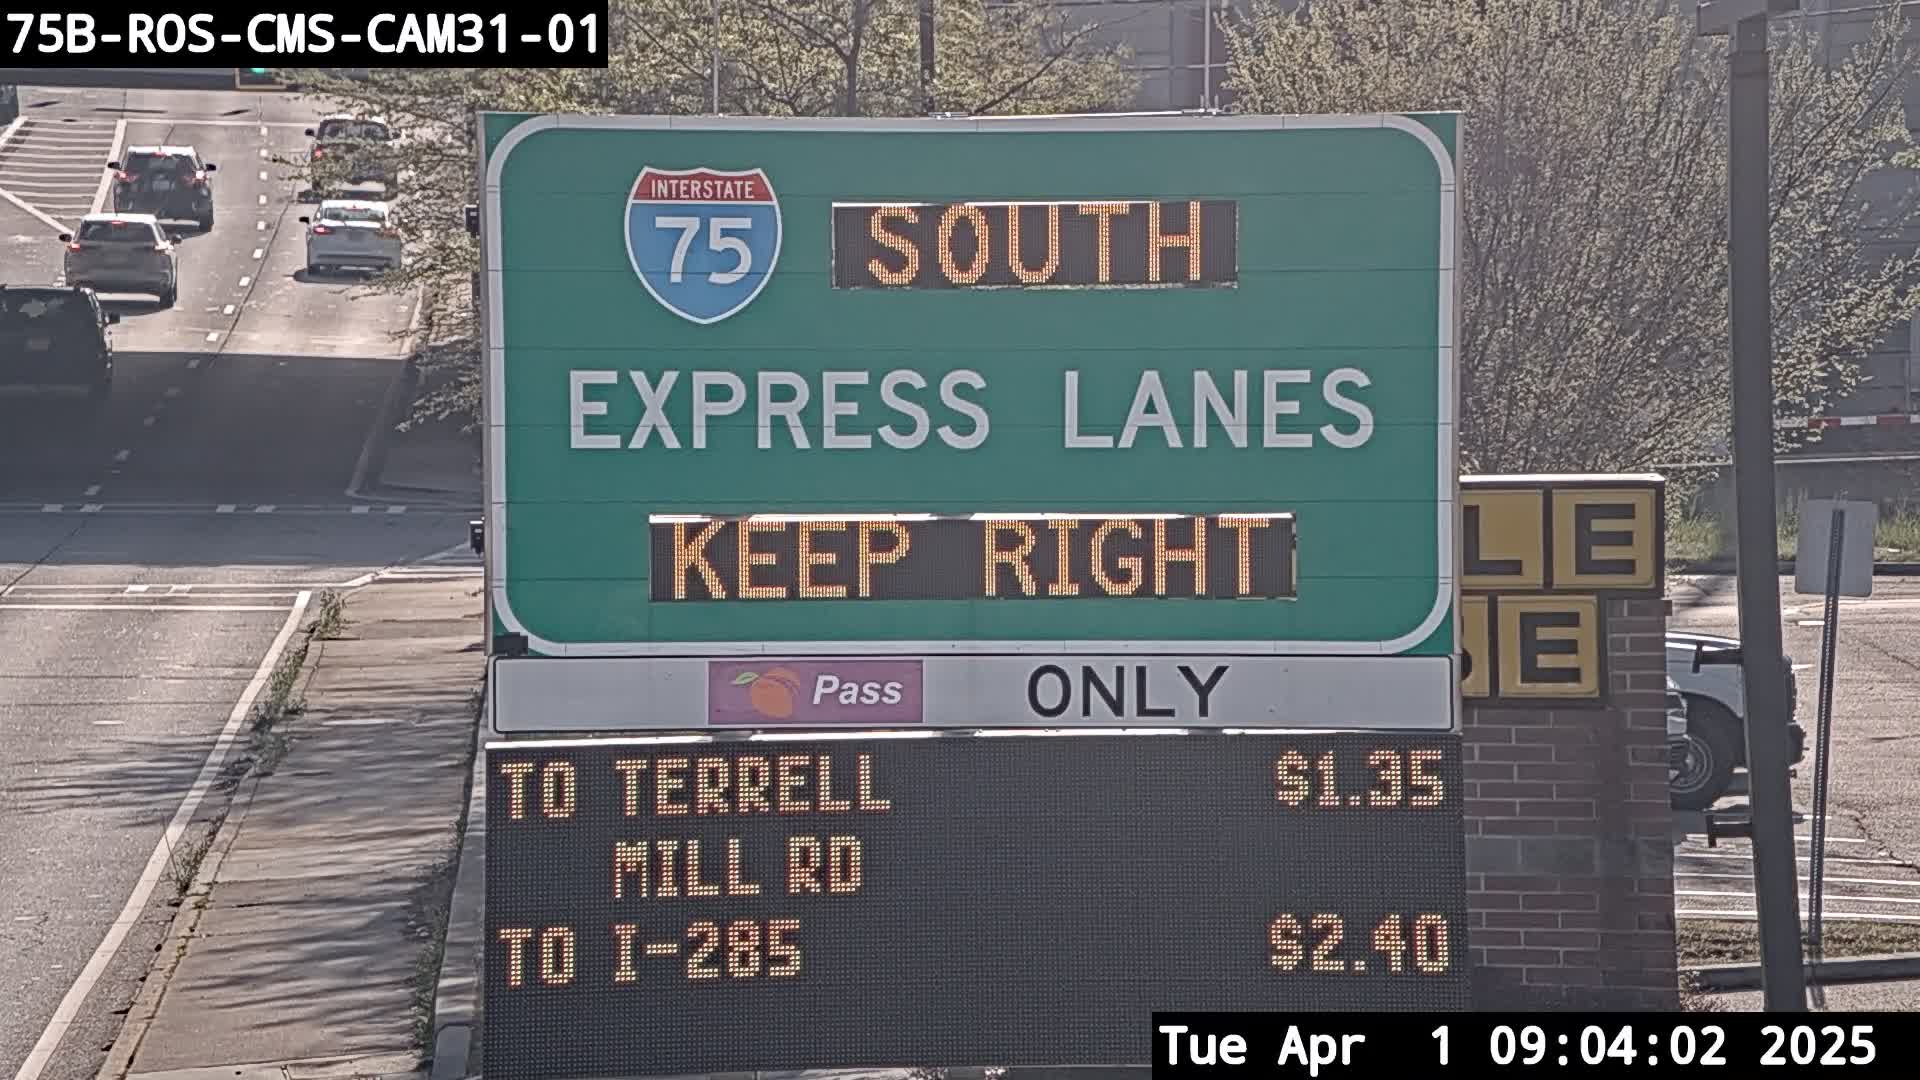 75B-ROS-CMS-CAM31-01
INTERSTATE
75
SOUTH
EXPRESS LANES
KEEP RIGHT
Pass
ONLY
LE
E
TO TERRELL $1.35
MILL RD
TO I-285 $2.40
Tue Apr 1 09:04:02 2025